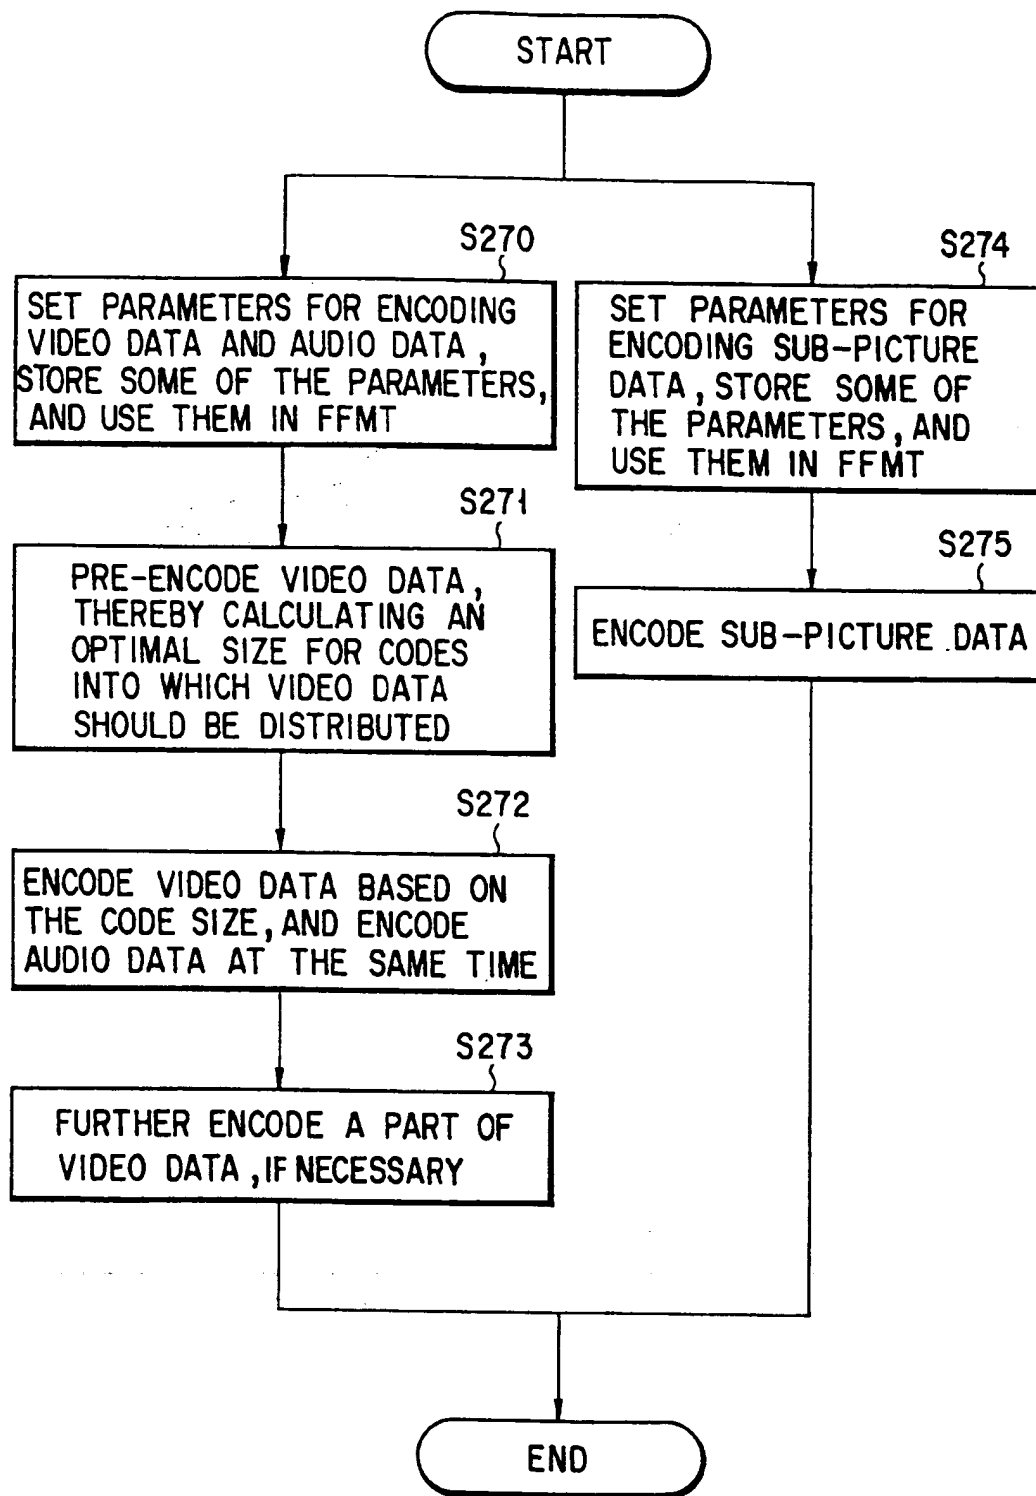 START
S270
SET PARAMETERS FOR ENCODING
VIDEO DATA AND AUDIO DATA,
STORE SOME OF THE PARAMETERS,
AND USE THEM IN FFMT
S271
PRE-ENCODE VIDEO DATA,
THEREBY CALCULATING AN
OPTIMAL SIZE FOR CODES
INTO WHICH VIDEO DATA
SHOULD BE DISTRIBUTED
S272
ENCODE VIDEO DATA BASED ON
THE CODE SIZE, AND ENCODE
AUDIO DATA AT THE SAME TIME
S273
FURTHER ENCODE A PART OF
VIDEO DATA, IF NECESSARY
S274
SET PARAMETERS FOR
ENCODING SUB-PICTURE
DATA, STORE SOME OF
THE PARAMETERS, AND
USE THEM IN FFMT
S275
ENCODE SUB-PICTURE DATA
END